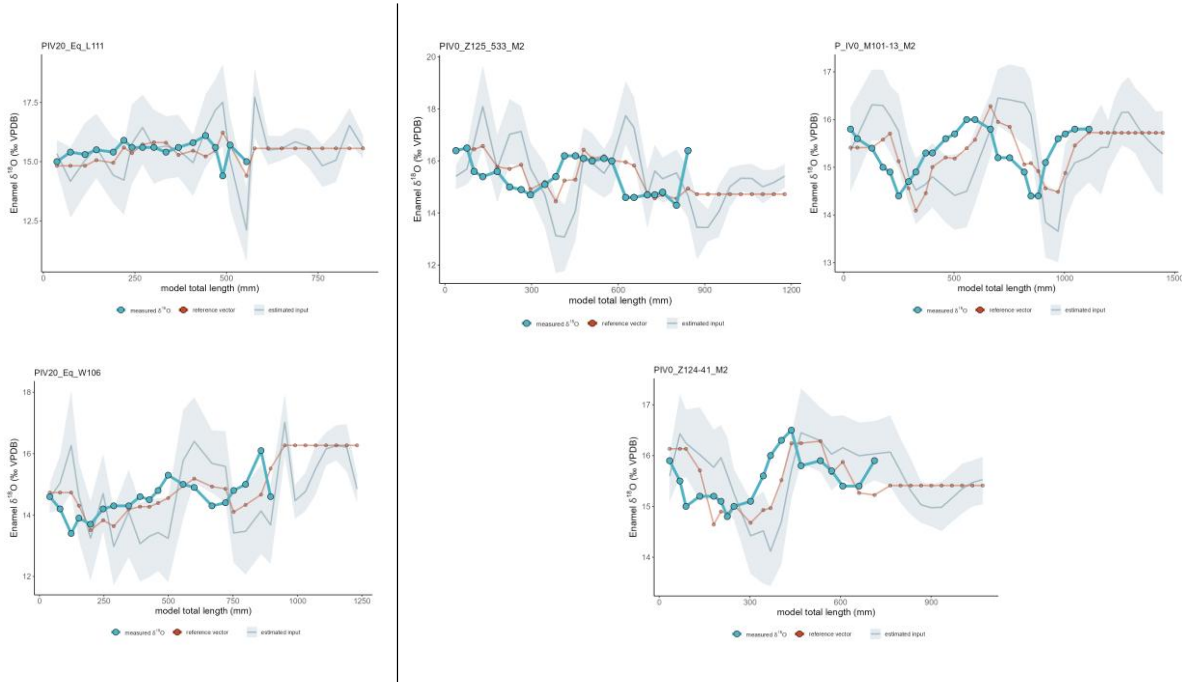 PIV20_Eq_L111
Enamel δ¹⁸O (‰ VPDB)
17.5
15.0
12.5
0
250
500
750
model total length (mm)
measured δ¹⁸O
reference vector
estimated input
PIV0_Z125_533_M2
Enamel δ¹⁸O (‰ VPDB)
20
18
16
14
12
0
300
600
900
1200
model total length (mm)
measured δ¹⁸O
reference vector
estimated input
P_IV0_M101-13_M2
Enamel δ¹⁸O (‰ VPDB)
17
16
15
14
13
0
500
1000
1500
model total length (mm)
measured δ¹⁸O
reference vector
estimated input
PIV20_Eq_W106
Enamel δ¹⁸O (‰ VPDB)
18
16
14
12
0
250
500
750
1000
1250
model total length (mm)
measured δ¹⁸O
reference vector
estimated input
PIV0_Z124-41_M2
Enamel δ¹⁸O (‰ VPDB)
17
16
15
14
0
300
600
900
model total length (mm)
measured δ¹⁸O
reference vector
estimated input